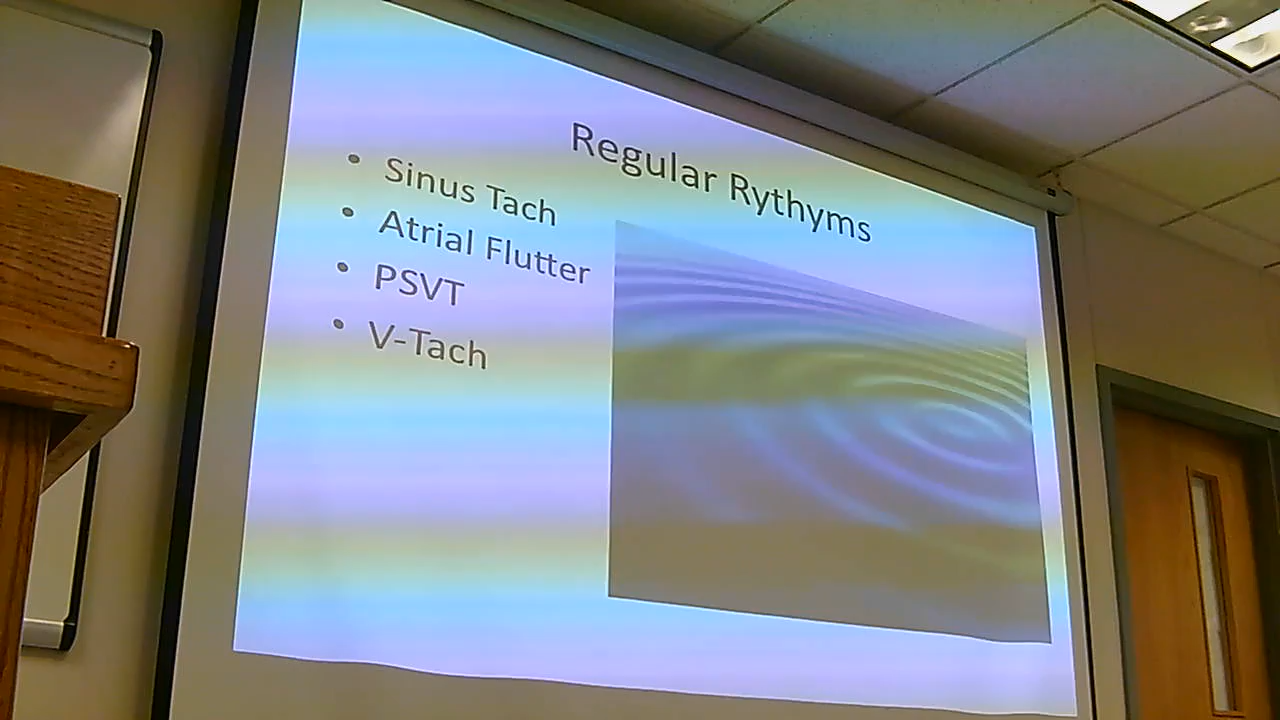 Regular Rythyms
• Sinus Tach
• Atrial Flutter
• PSVT
• V-Tach